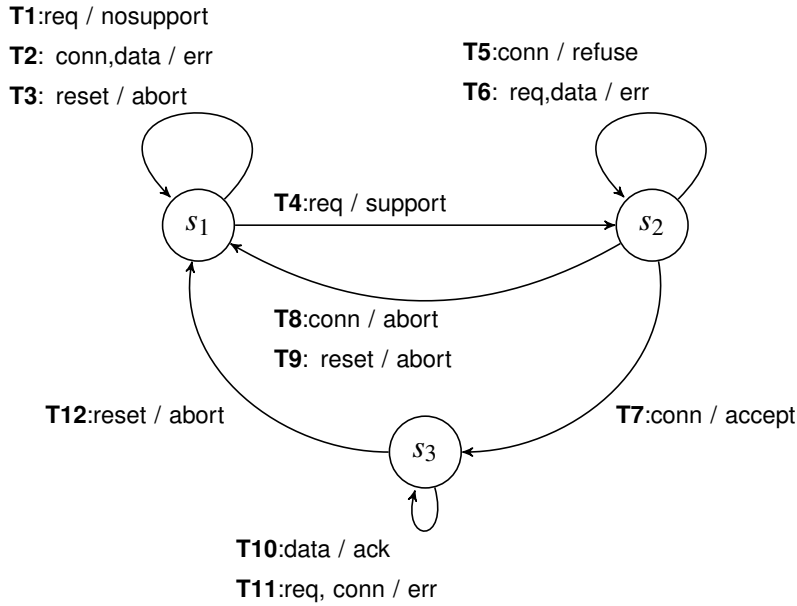 T1:req / nosupport
T2: conn,data / err
T3: reset / abort
T5:conn / refuse
T6: req,data / err
T4:req / support
s1
s2
T8:conn / abort
T9: reset / abort
T12:reset / abort
T7:conn / accept
s3
T10:data / ack
T11:req, conn / err